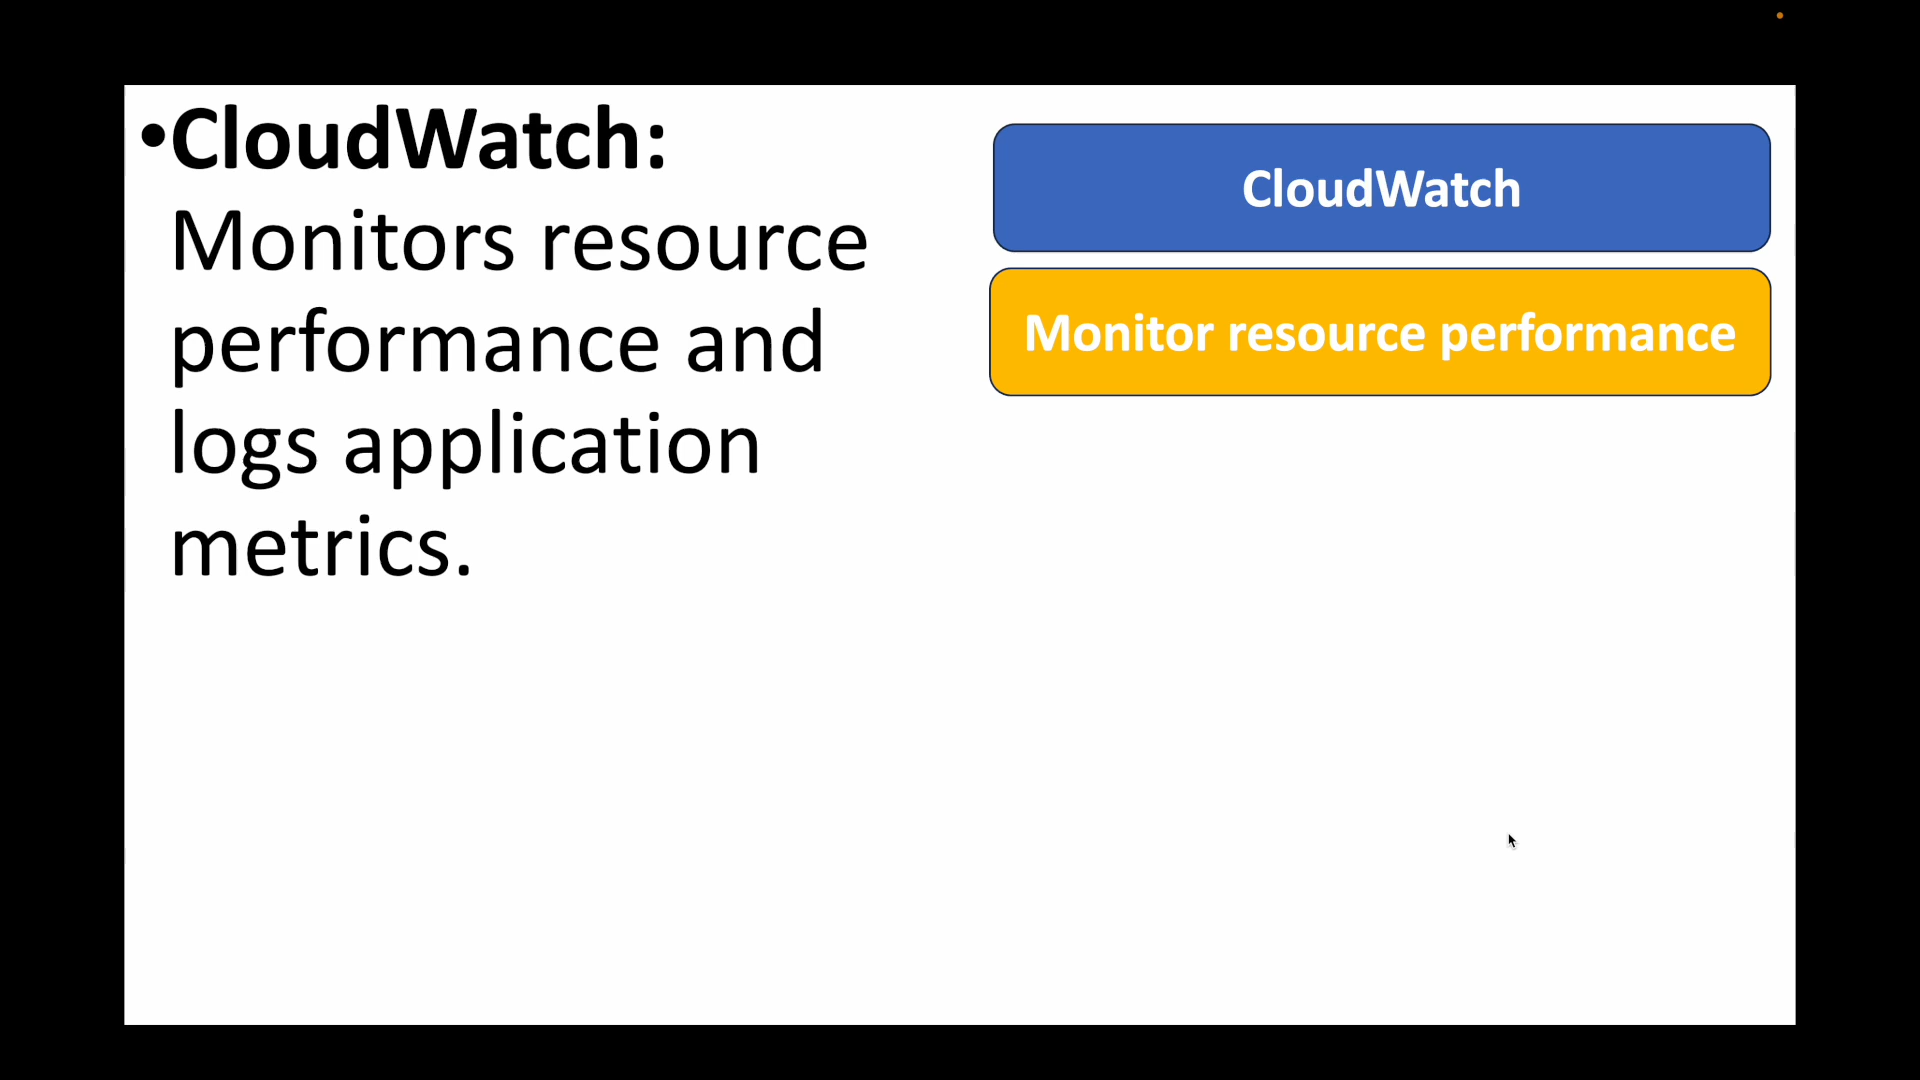 •CloudWatch:
Monitors resource
performance and
logs application
metrics.
CloudWatch
Monitor resource performance